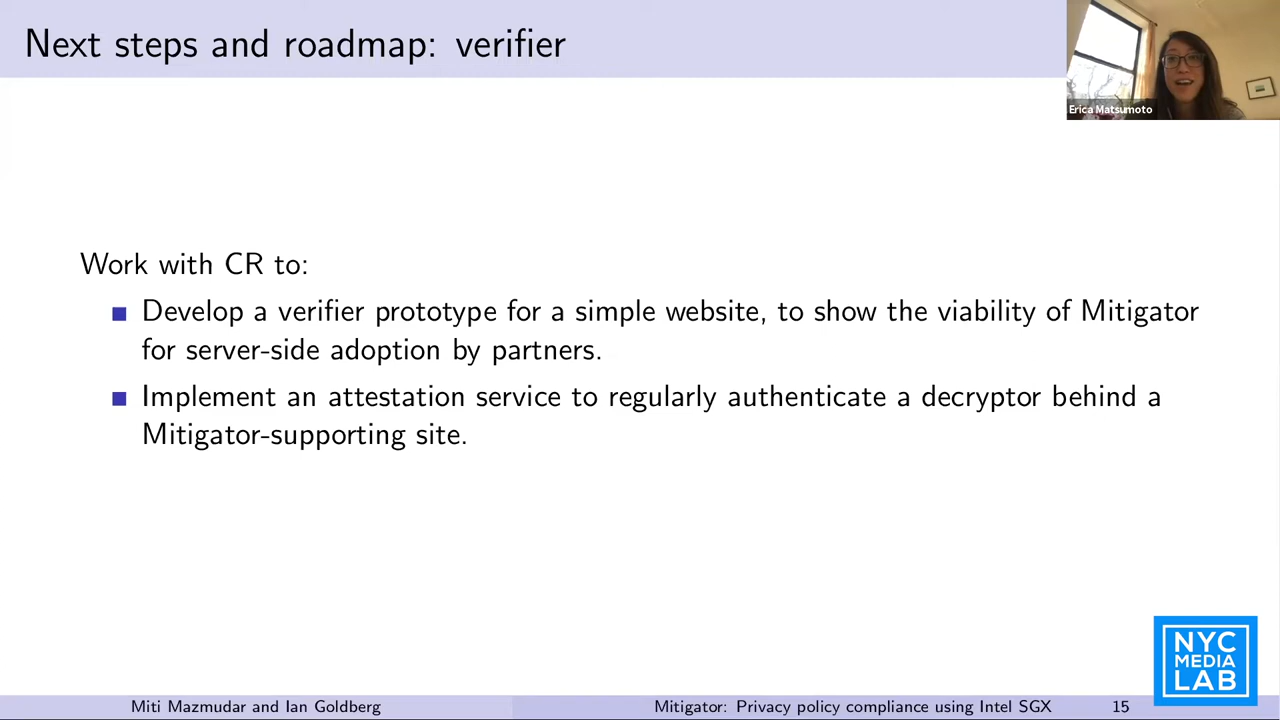 Next steps and roadmap: verifier
Erica Matsumoto
Work with CR to:
Develop a verifier prototype for a simple website, to show the viability of Mitigator
for server-side adoption by partners.
Implement an attestation service to regularly authenticate a decryptor behind a
Mitigator-supporting site.
NYC
MEDIA
LAB
Miti Mazmudar and Ian Goldberg
Mitigator: Privacy policy compliance using Intel SGX
15